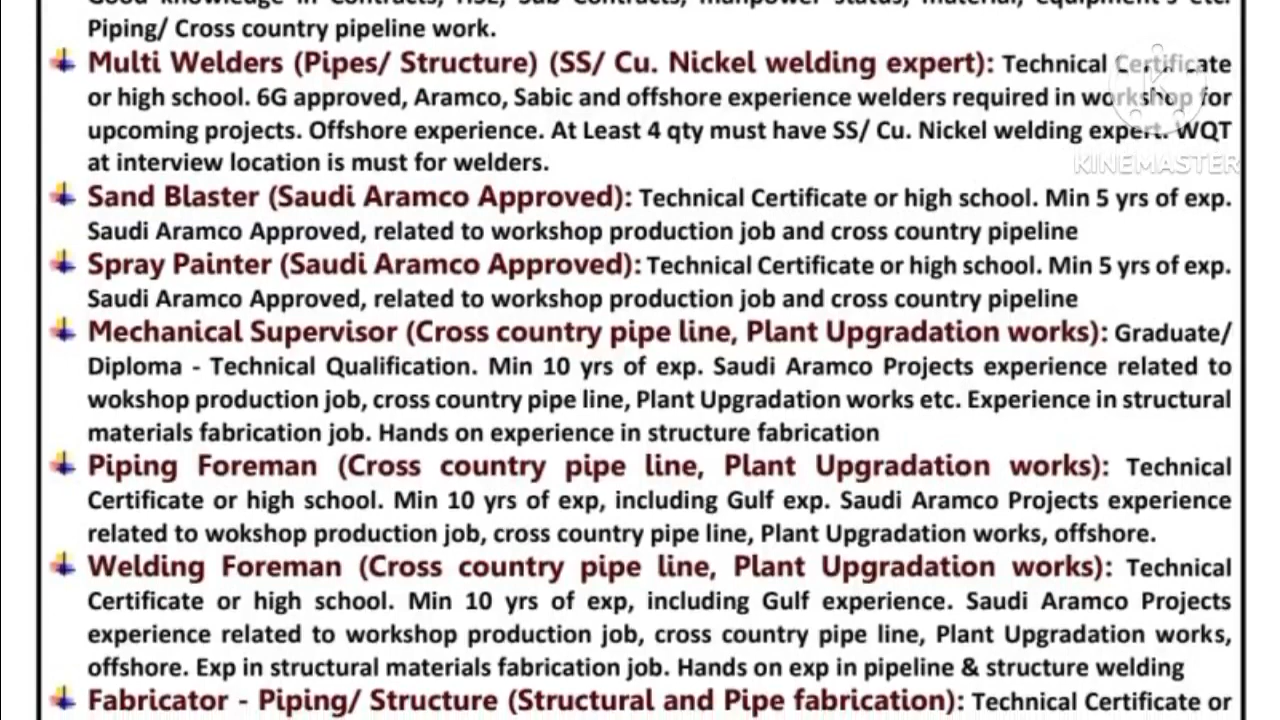 Good knowledge in Contracts, HSE, Sub Contracts, manpower status, material, equipment's etc.
Piping/ Cross country pipeline work.
Multi Welders (Pipes/ Structure) (SS/ Cu. Nickel welding expert): Technical Certificate
or high school. 6G approved, Aramco, Sabic and offshore experience welders required in workshop for
upcoming projects. Offshore experience. At Least 4 qty must have SS/ Cu. Nickel welding expert. WQT
at interview location is must for welders.
KINEMASTER
Sand Blaster (Saudi Aramco Approved): Technical Certificate or high school. Min 5 yrs of exp.
Saudi Aramco Approved, related to workshop production job and cross country pipeline
Spray Painter (Saudi Aramco Approved): Technical Certificate or high school. Min 5 yrs of exp.
Saudi Aramco Approved, related to workshop production job and cross country pipeline
Mechanical Supervisor (Cross country pipe line, Plant Upgradation works): Graduate/
Diploma - Technical Qualification. Min 10 yrs of exp. Saudi Aramco Projects experience related to
wokshop production job, cross country pipe line, Plant Upgradation works etc. Experience in structural
materials fabrication job. Hands on experience in structure fabrication
Piping Foreman (Cross country pipe line, Plant Upgradation works): Technical
Certificate or high school. Min 10 yrs of exp, including Gulf exp. Saudi Aramco Projects experience
related to wokshop production job, cross country pipe line, Plant Upgradation works, offshore.
Welding Foreman (Cross country pipe line, Plant Upgradation works): Technical
Certificate or high school. Min 10 yrs of exp, including Gulf experience. Saudi Aramco Projects
experience related to workshop production job, cross country pipe line, Plant Upgradation works,
offshore. Exp in structural materials fabrication job. Hands on exp in pipeline & structure welding
Fabricator - Piping/ Structure (Structural and Pipe fabrication): Technical Certificate or